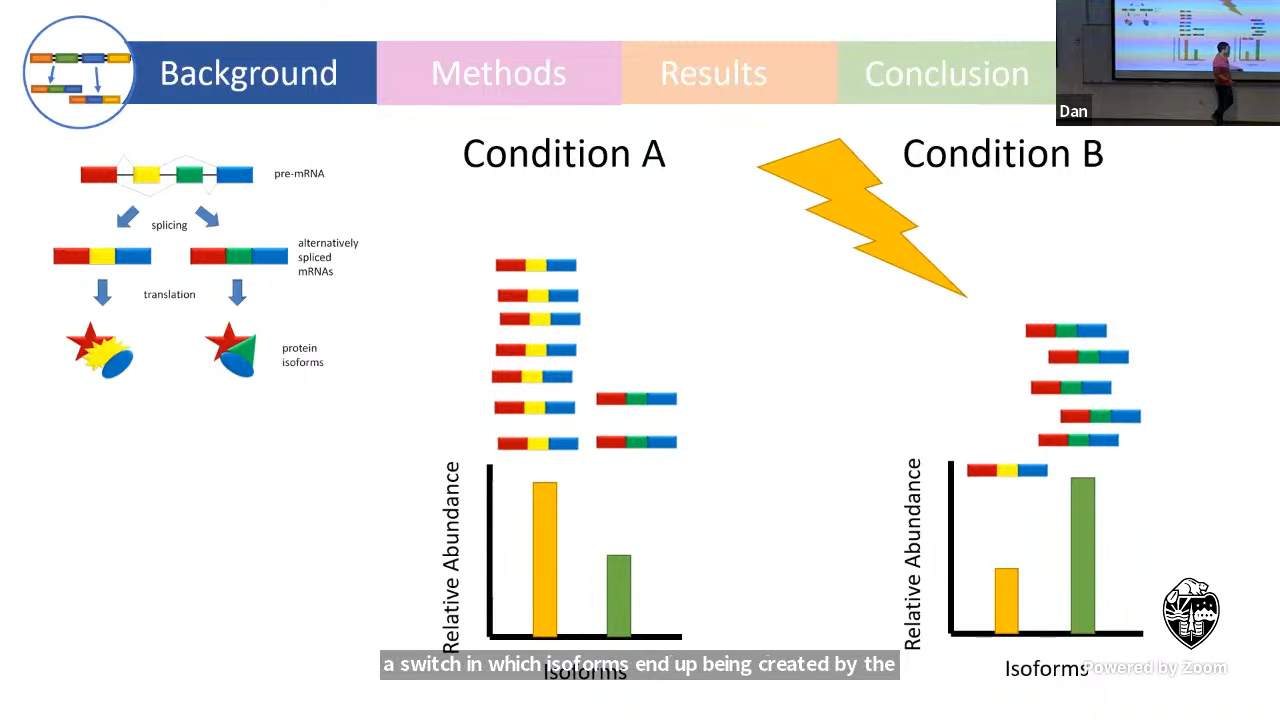 Background
Methods
Results
Conclusion
Dan
Condition A
Condition B
pre-mRNA
splicing
alternatively
spliced
mRNAs
translation
protein
isoforms
Relative Abundance
Isoforms
Relative Abundance
Isoforms
a switch in which isoforms end up being created by the
Powered by Zoom